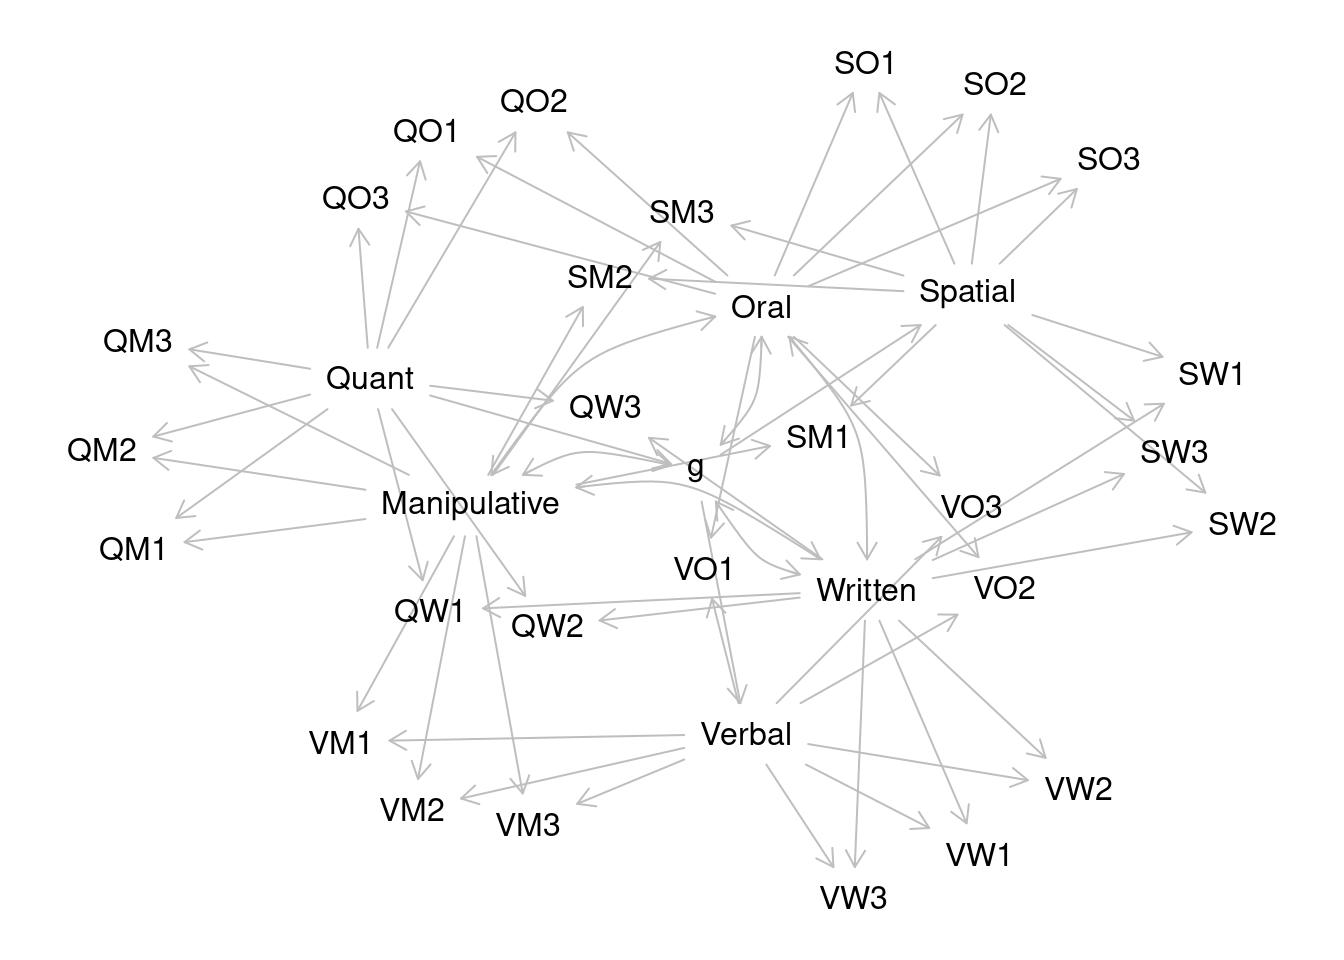 SO1
SO2
QO2
QO1
SO3
QO3
SM3
SM2
Spatial
Oral
QM3
SW1
Quant
QW3
SM1
QM2
SW3
g
Manipulative
VO3
SW2
QM1
VO1
VO2
Written
QW1
QW2
Verbal
VM1
VW2
VM2
VM3
VW1
VW3